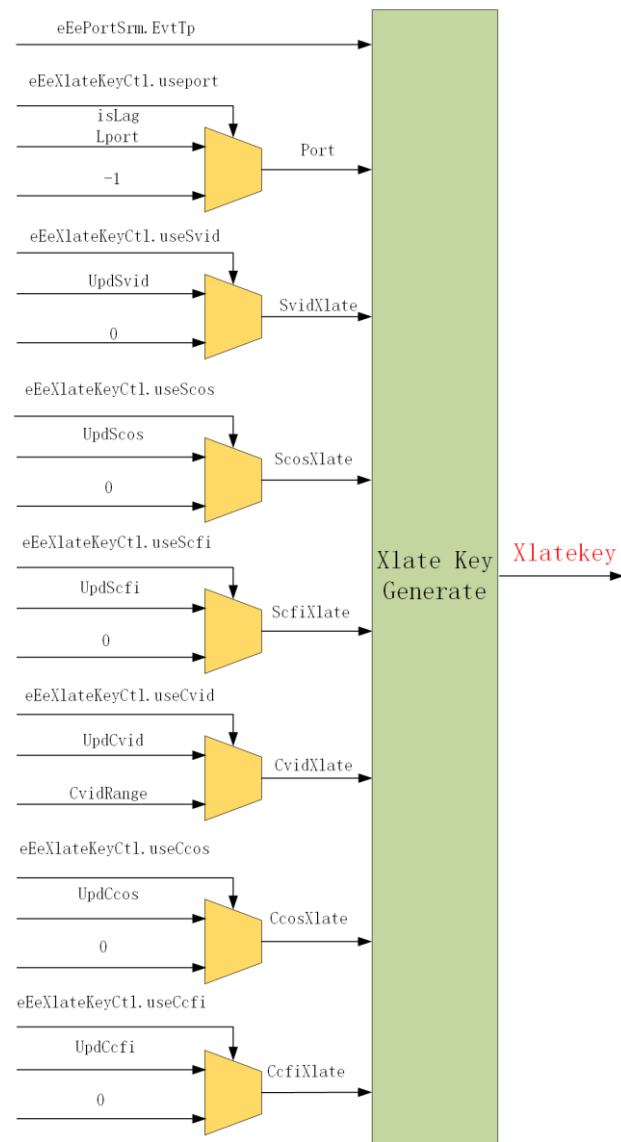 eEePortSrm.EvtTp
eEeXlateKeyCtl.useport
isLag
Lport
Port
-1
eEeXlateKeyCtl.useSvid
UpdSvid
SvidXlate
0
eEeXlateKeyCtl.useScos
UpdScos
ScosXlate
0
eEeXlateKeyCtl.useScfi
UpdScfi
ScfiXlate
0
eEeXlateKeyCtl.useCvid
UpdCvid
CvidXlate
CvidRange
eEeXlateKeyCtl.useCcos
UpdCcos
CcosXlate
0
eEeXlateKeyCtl.useCcfi
UpdCcfi
CcfiXlate
0
Xlate Key
Generate
Xlatekey